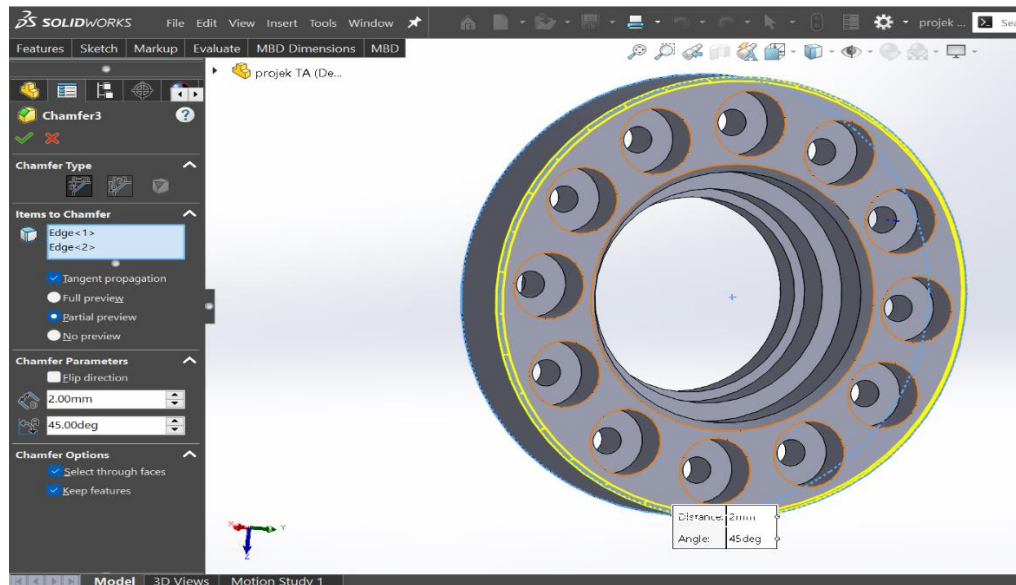 SOLIDWORKS File Edit View Insert Tools Window projek ... Sea
Features Sketch Markup Evaluate MBD Dimensions MBD
projek TA (De...
Chamfer3
Chamfer Type
Items to Chamfer
Edge<1>
Edge<2>
Tangent propagation
Full preview
Partial preview
No preview
Chamfer Parameters
Flip direction
2.00mm
45.00deg
Chamfer Options
Select through faces
Keep features
Distance: 2mm
Angle: 45deg
X Y
Z
Model 3D Views Motion Study 1